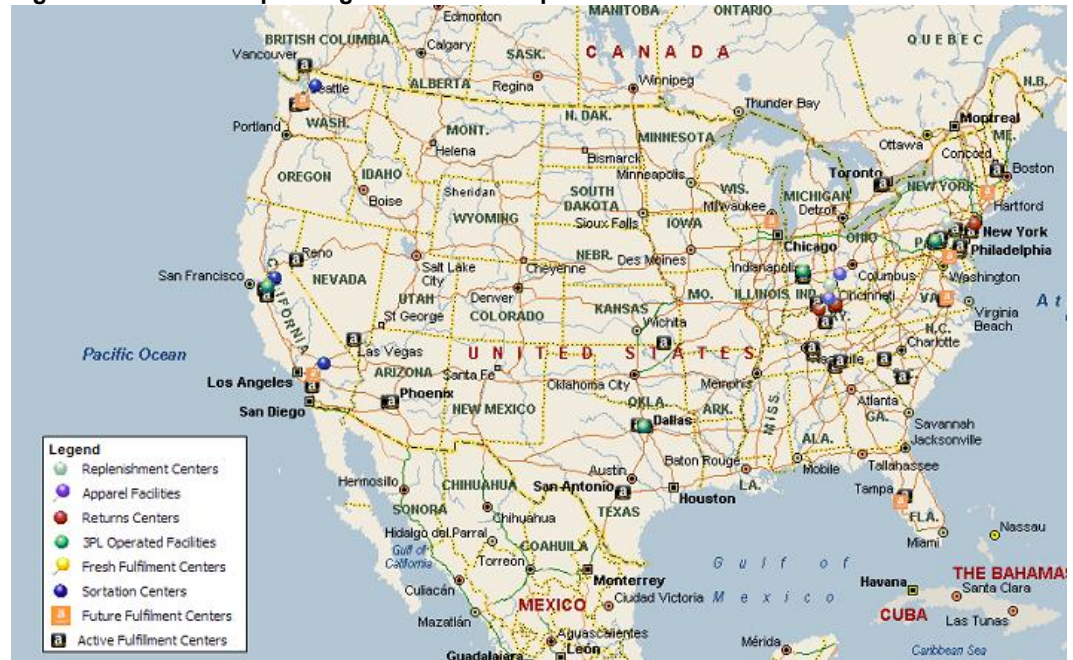 MANITOBA
ONTARIO
Edmonton
BRITISH COLUMBIA
Calgary
SASK.
CANADA
QUEBEC
Vancouver
ALBERTA
Regina
Winnipeg
N.B.
Thunder Bay
Seattle
WASH.
N. DAK.
Montreal
Portland
MONT.
MINNESOTA
Ottawa
ME.
Helena
Bismarck
Concord
Boston
OREGON
IDAHO
Minneapolis
Toronto
Sheridan
SOUTH
DAKOTA
WIS.
MICHIGAN
NEW YORK
Boise
WYOMING
Sioux Falls
IOWA
Milwaukee
Detroit
Hartford
Chicago
New York
Reno
NEBR.
Des Moines
OHIO
Philadelphia
San Francisco
Salt Lake
City
Cheyenne
Indianapolis
Columbus
Washington
NEVADA
UTAH
Denver
MO.
ILLINOIS
IND.
Cincinnati
VA.
CALIFORNIA
St George
COLORADO
KANSAS
Wichita
Virginia
Beach
N.C.
Pacific Ocean
Las Vegas
UNITED STATES
Charlotte
Los Angeles
ARIZONA
Santa Fe
Oklahoma City
Memphis
Phoenix
San Diego
NEW MEXICO
OKLA.
ARK.
MISS.
Atlanta
GA.
Dallas
Savannah
ALA.
Jacksonville
Austin
Baton Rouge
Mobile
Tallahassee
Hermosillo
CHIHUAHUA
San Antonio
LA.
Tampa
SONORA
TEXAS
Houston
FLA.
Chihuahua
Hidalgo del Parral
Miami
Nassau
Gulf of
California
COAHUILA
Torreon
Gulf of
Mexico
Monterrey
Havana
THE BAHAMAS
Culiacán
MEXICO
Ciudad Victoria
Santa Clara
CUBA
Mazatlán
Las Tunas
Aguascalientes
Mérida
Guadalajara
León
Caribbean Sea
Legend
Replenishment Centers
Apparel Facilities
Returns Centers
3PL Operated Facilities
Fresh Fulfilment Centers
Sortation Centers
Future Fulfilment Centers
Active Fulfilment Centers